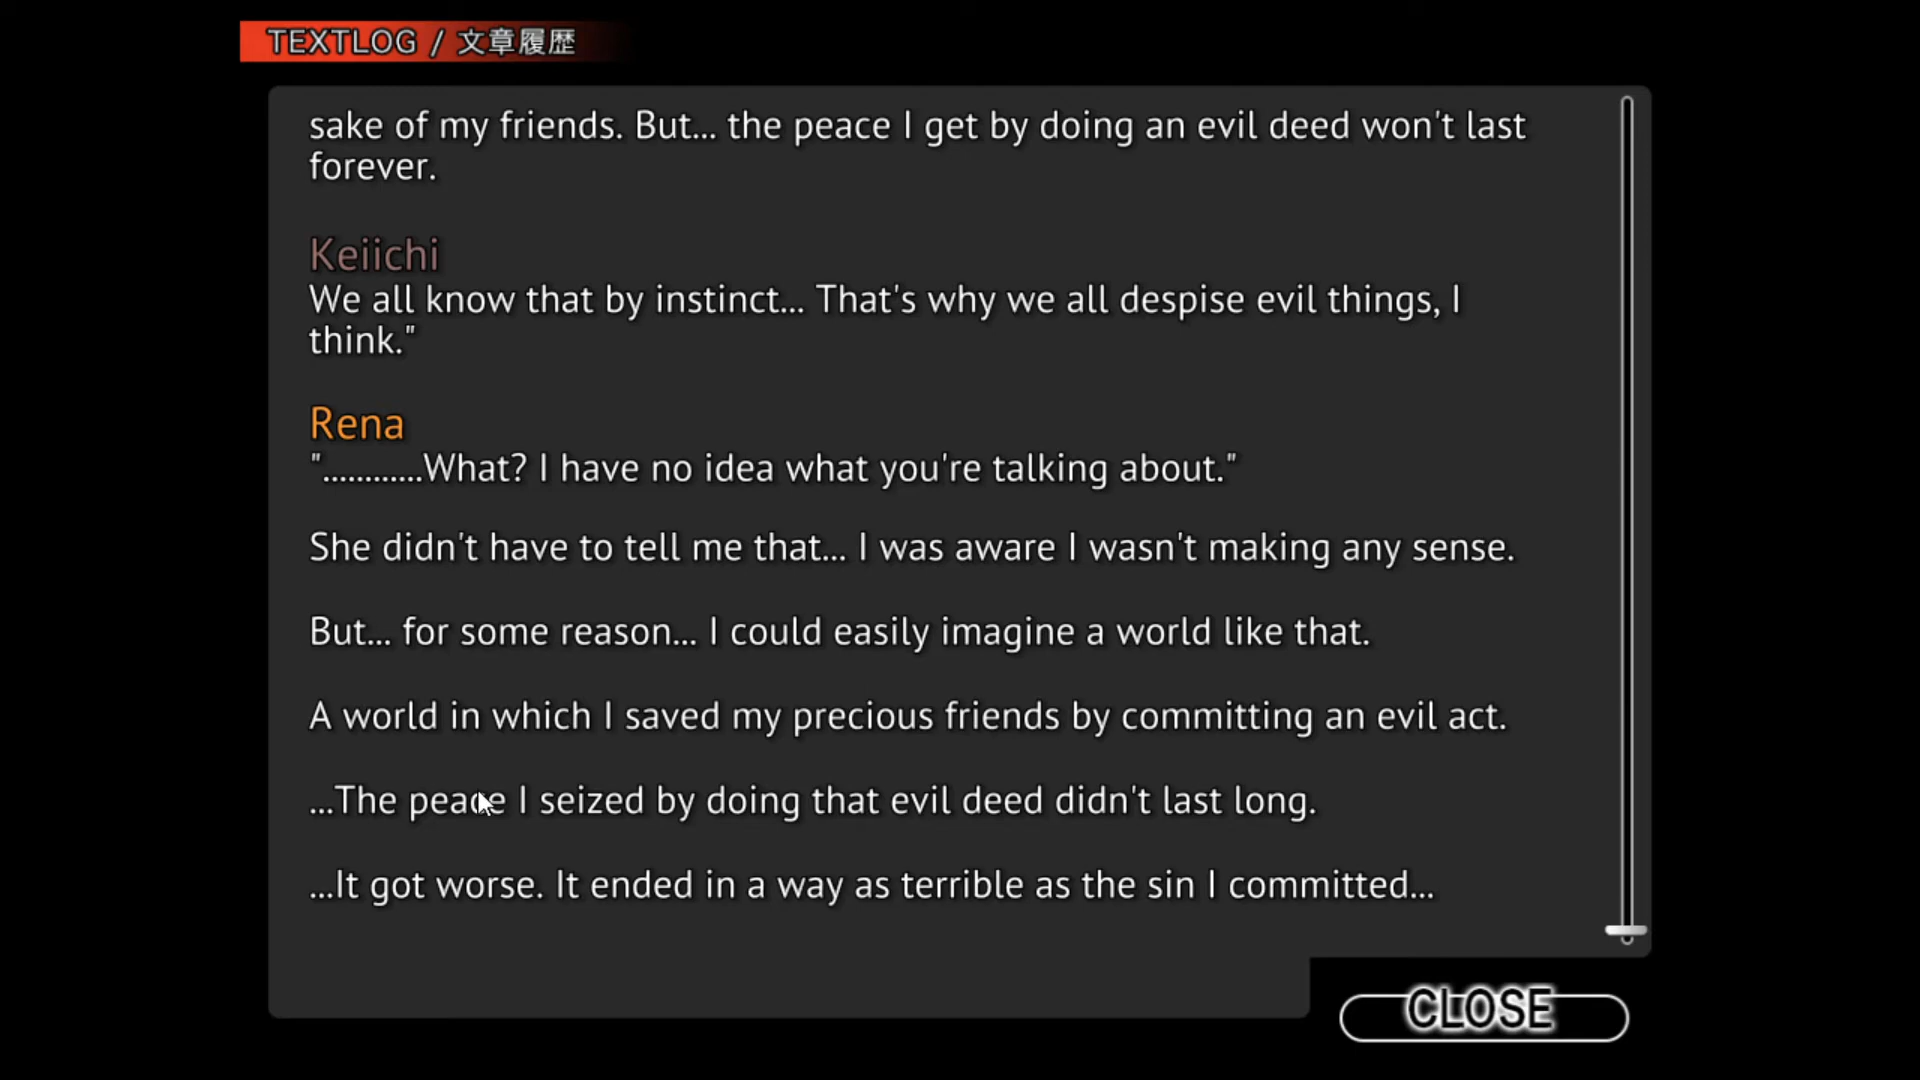 TEXTLOG / 文章履歴
sake of my friends. But... the peace I get by doing an evil deed won't last
forever.
Keiichi
We all know that by instinct... That's why we all despise evil things, I
think."
Rena
"............What? I have no idea what you're talking about."
She didn't have to tell me that... I was aware I wasn't making any sense.
But... for some reason... I could easily imagine a world like that.
A world in which I saved my precious friends by committing an evil act.
...The peace I seized by doing that evil deed didn't last long.
...It got worse. It ended in a way as terrible as the sin I committed...
CLOSE